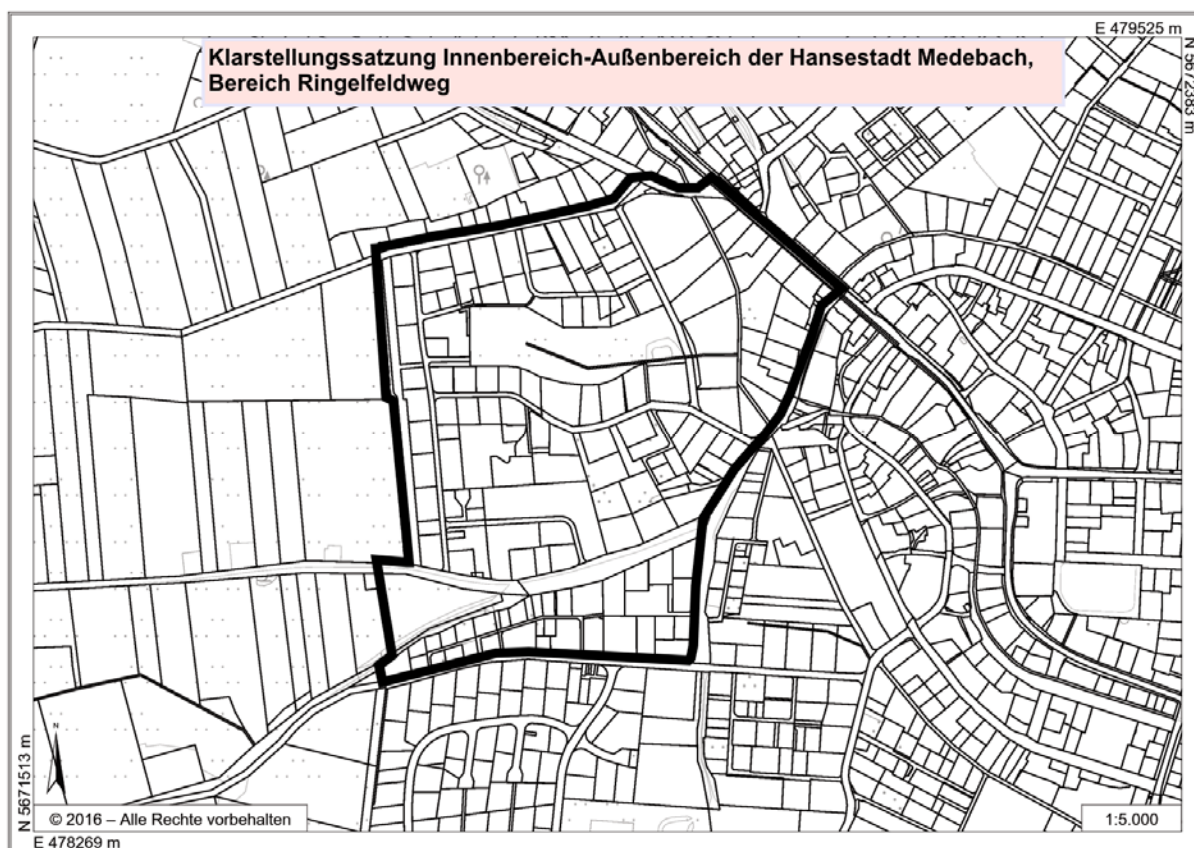 E 479525 m
N 5672383 m
Klarstellungssatzung Innenbereich-Außenbereich der Hansestadt Medebach,
Bereich Ringelfeldweg
N
N 5671513 m
© 2016 – Alle Rechte vorbehalten
1:5.000
E 478269 m